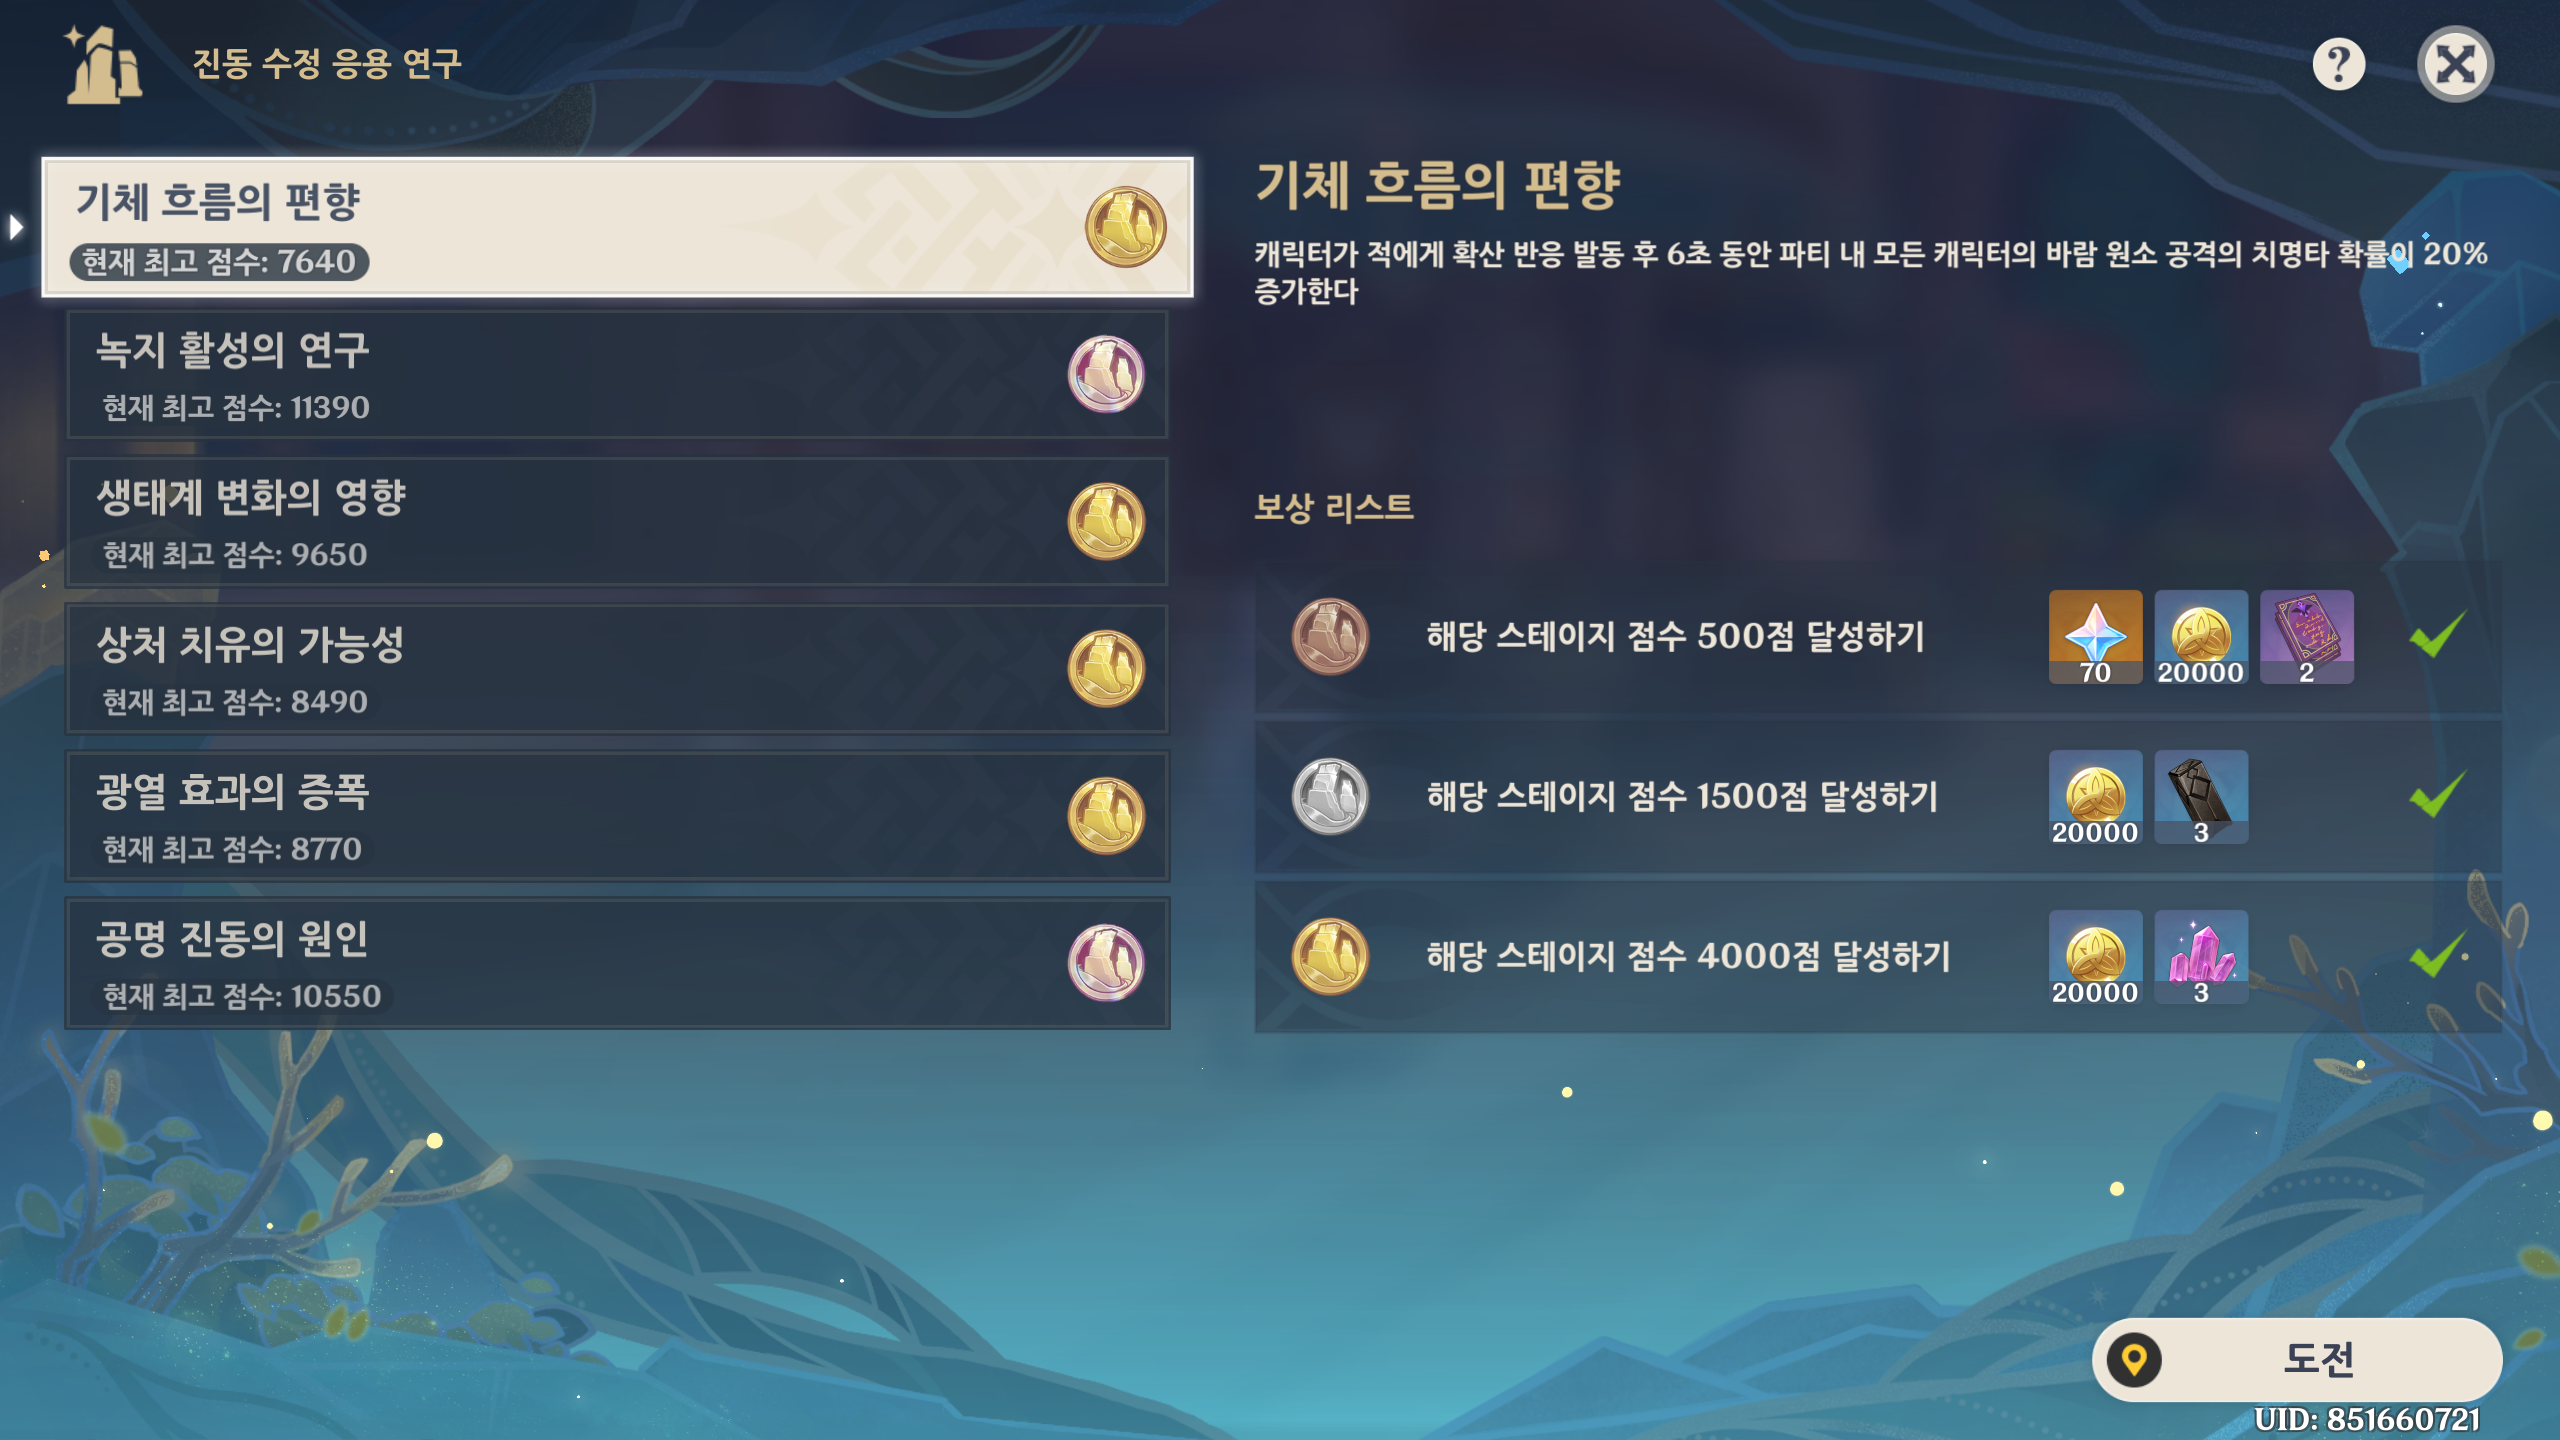 진동 수정 응용 연구
?
기체 흐름의 편향
현재 최고 점수: 7640
녹지 활성의 연구
현재 최고 점수: 11390
생태계 변화의 영향
현재 최고 점수: 9650
상처 치유의 가능성
현재 최고 점수: 8490
광열 효과의 증폭
현재 최고 점수: 8770
공명 진동의 원인
현재 최고 점수: 10550
기체 흐름의 편향
캐릭터가 적에게 확산 반응 발동 후 6초 동안 파티 내 모든 캐릭터의 바람 원소 공격의 치명타 확률이 20%
증가한다
보상 리스트
해당 스테이지 점수 500점 달성하기
70
20000
2
해당 스테이지 점수 1500점 달성하기
20000
3
해당 스테이지 점수 4000점 달성하기
20000
3
도전
UID: 851660721